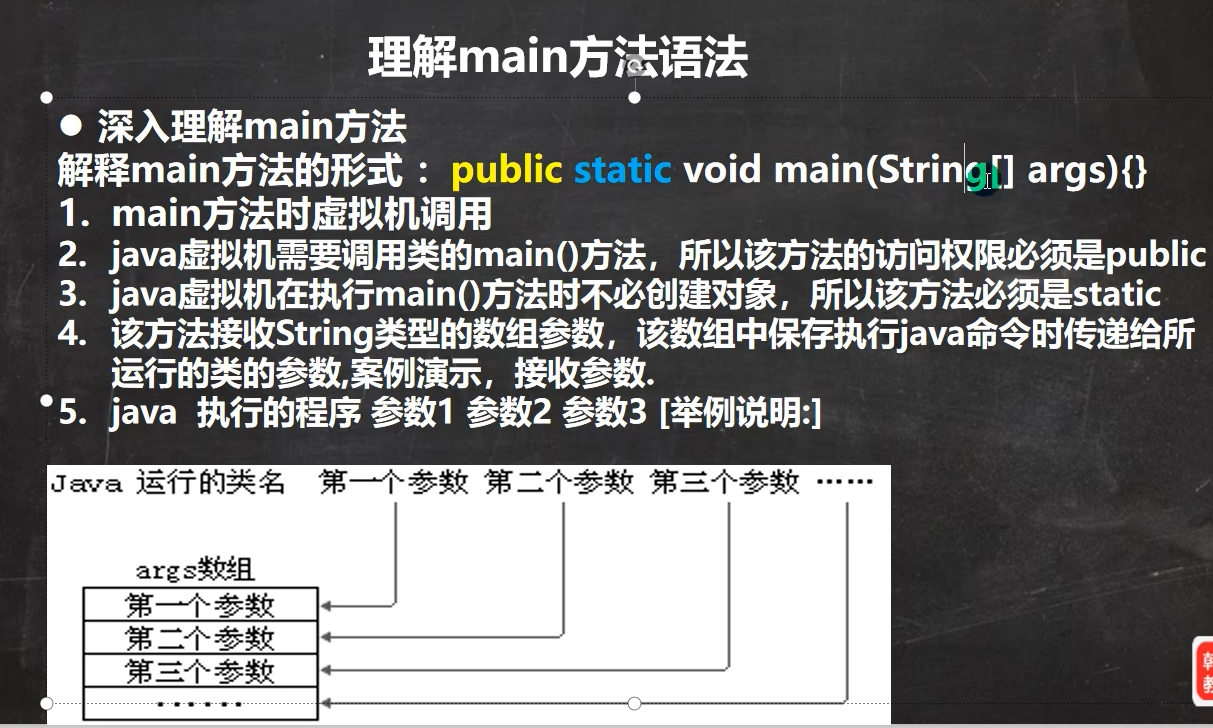 理解main方法语法
● 深入理解main方法
解释main方法的形式 : public static void main(String[] args){}
1. main方法时虚拟机调用
2. java虚拟机需要调用类的main()方法，所以该方法的访问权限必须是public
3. java虚拟机在执行main()方法时不必创建对象，所以该方法必须是static
4. 该方法接收String类型的数组参数，该数组中保存执行java命令时传递给所
运行的类的参数,案例演示，接收参数.
5. java 执行的程序 参数1 参数2 参数3 [举例说明:]
Java 运行的类名 第一个参数 第二个参数 第三个参数 ……
args数组
第一个参数
第二个参数
第三个参数
……
韩
教